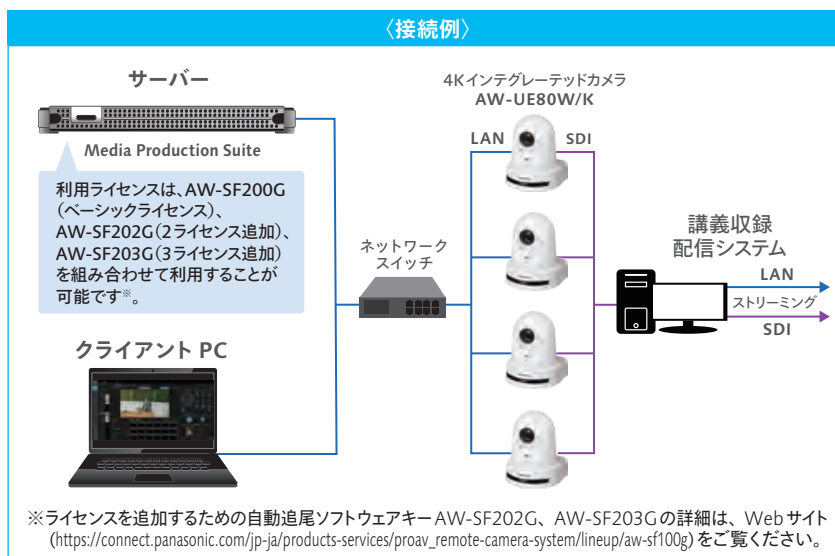 〈接続例〉
サーバー
Media Production Suite
利用ライセンスは、AW-SF200G
(ベーシックライセンス)、
AW-SF202G(2ライセンス追加)、
AW-SF203G(3ライセンス追加)
を組み合わせて利用することが
可能です※。
クライアント PC
ネットワーク
スイッチ
4Kインテグレーテッドカメラ
AW-UE80W/K
LAN
SDI
講義収録
配信システム
LAN
ストリーミング
SDI
※ライセンスを追加するための自動追尾ソフトウェアキーAW-SF202G、AW-SF203Gの詳細は、Webサイト
(https://connect.panasonic.com/jp-ja/products-services/proav_remote-camera-system/lineup/aw-sf100g)をご覧ください。